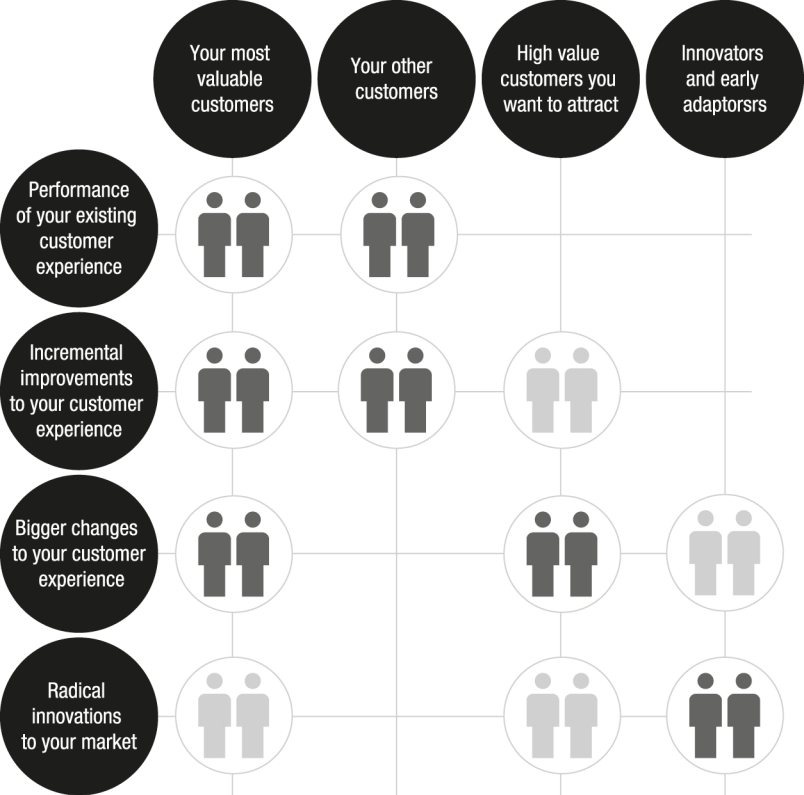 Your most
valuable
customers
Your other
customers
High value
customers you
want to attract
Innovators
and early
adaptorsrs
Performance
of your existing
customer
experience
Incremental
improvements
to your customer
experience
Bigger changes
to your customer
experience
Radical
innovations
to your market